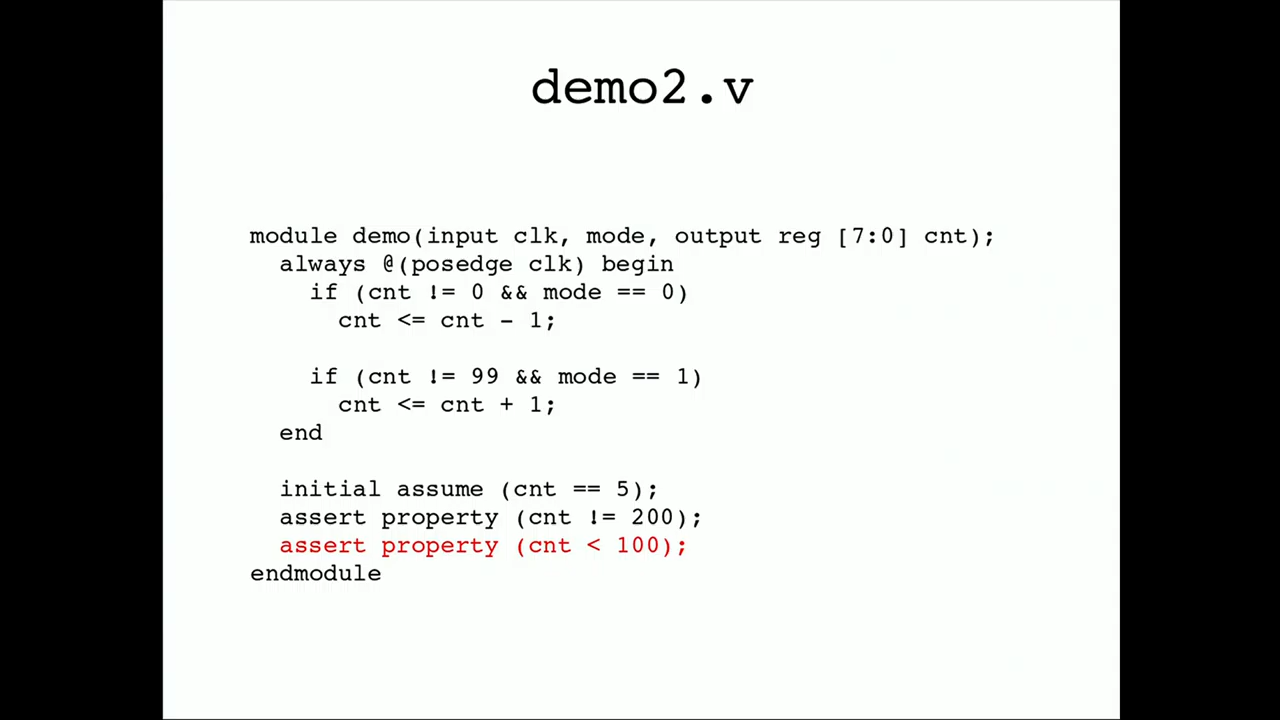 demo2.v
module demo(input clk, mode, output reg [7:0] cnt);
  always @(posedge clk) begin
    if (cnt != 0 && mode == 0)
      cnt <= cnt - 1;

    if (cnt != 99 && mode == 1)
      cnt <= cnt + 1;
  end

  initial assume (cnt == 5);
  assert property (cnt != 200);
  assert property (cnt < 100);
endmodule